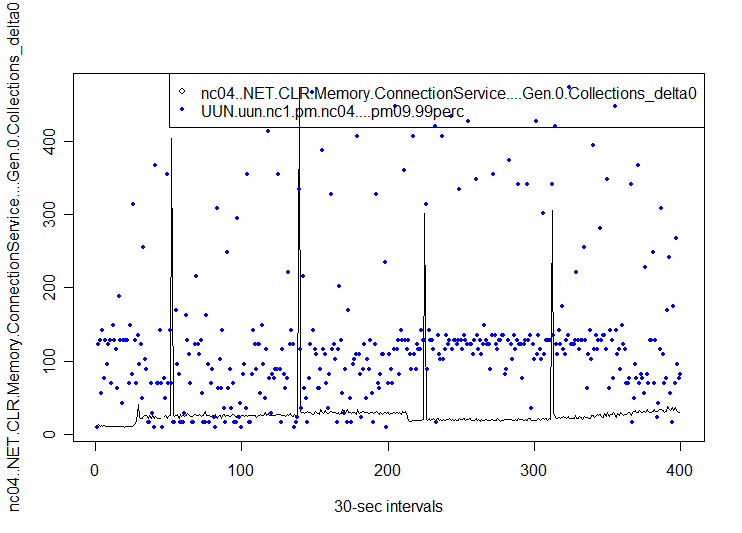 nc04..NET.CLR.Memory.ConnectionService....Gen.0.Collections_delta0
nc04..NET.CLR.Memory.ConnectionService....Gen.0.Collections_delta0
UUN.uun.nc1.pm.nc04....pm09.99perc
400
300
200
100
0
0 100 200 300 400
30-sec intervals